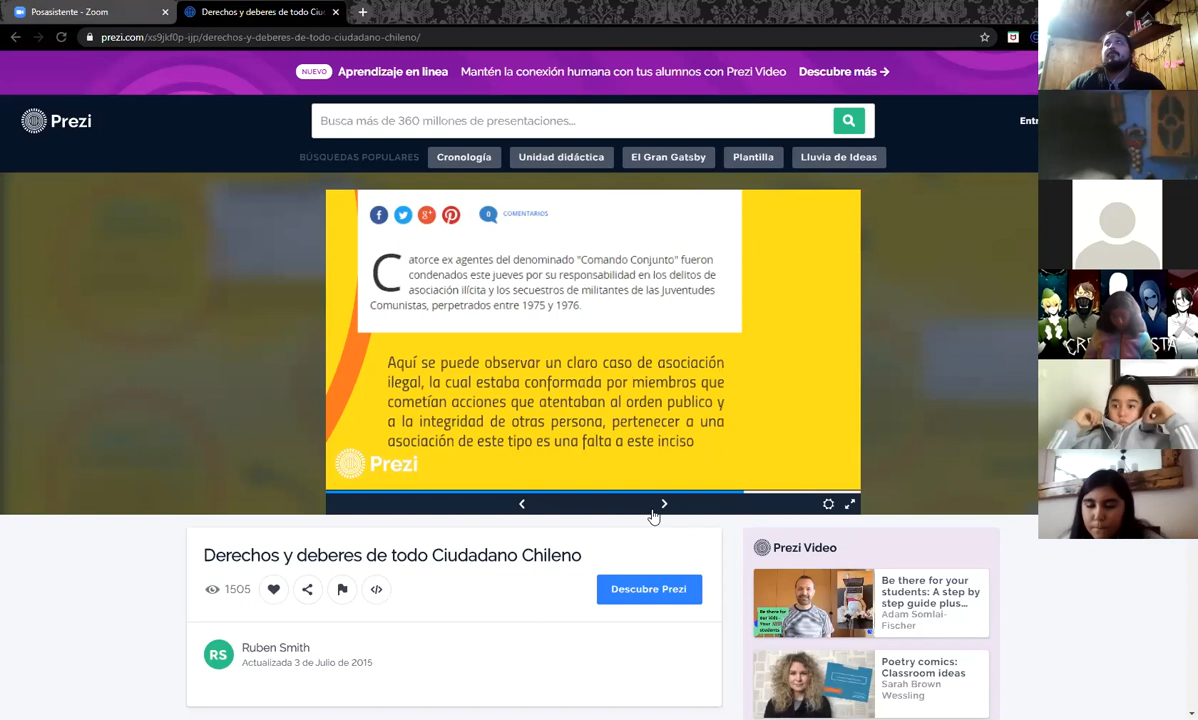 Posasistente - Zoom
Derechos y deberes de todo Ciu
prezi.com/xs9jkf0p-ijp/derechos-y-deberes-de-todo-ciudadano-chileno/
NUEVO Aprendizaje en linea Mantén la conexión humana con tus alumnos con Prezi Video Descubre más →
Prezi
Busca más de 360 millones de presentaciones...
Entr
BÚSQUEDAS POPULARES Cronología Unidad didáctica El Gran Gatsby Plantilla Lluvia de Ideas
0 COMENTARIOS
Catorce ex agentes del denominado "Comando Conjunto" fueron
condenados este jueves por su responsabilidad en los delitos de
asociación ilícita y los secuestros de militantes de las Juventudes
Comunistas, perpetrados entre 1975 y 1976.
Aquí se puede observar un claro caso de asociación
ilegal, la cual estaba conformada por miembros que
cometían acciones que atentaban al orden publico y
a la integridad de otras persona, pertenecer a una
asociación de este tipo es una falta a este inciso
Prezi
Derechos y deberes de todo Ciudadano Chileno
1505
Descubre Prezi
RS
Ruben Smith
Actualizada 3 de Julio de 2015
Prezi Video
Be there for your
students: A step by
step guide plus...
Adam Somlai-
Fischer
Poetry comics:
Classroom ideas
Sarah Brown
Wessling